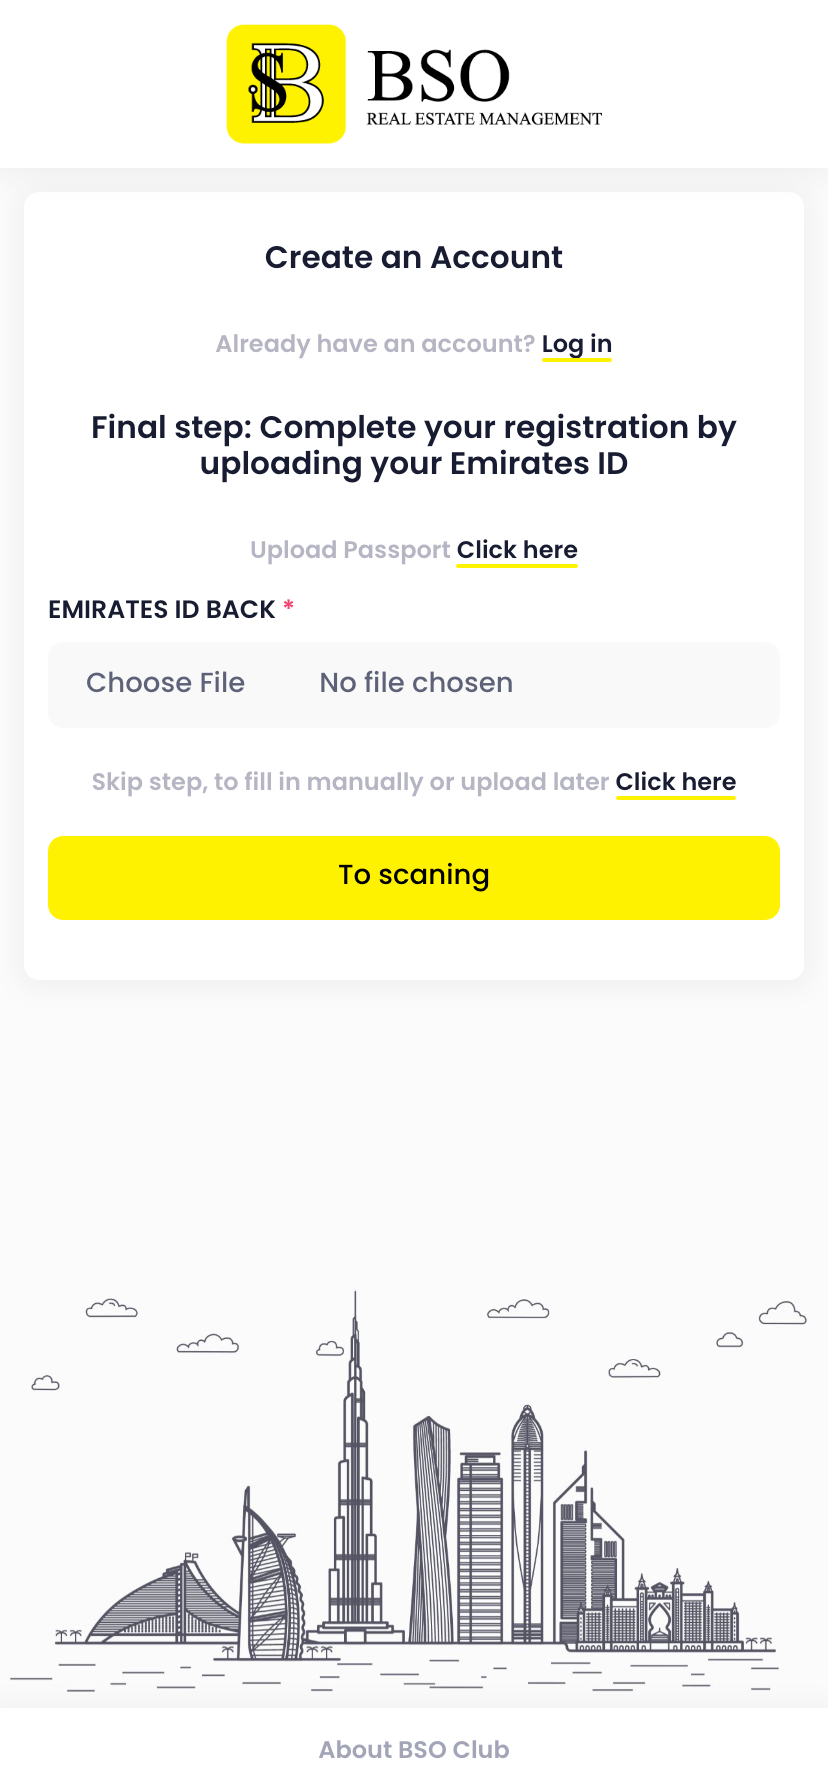 BSO
REAL ESTATE MANAGEMENT
Create an Account
Already have an account? Log in
Final step: Complete your registration by
uploading your Emirates ID
Upload Passport Click here
EMIRATES ID BACK *
Choose File No file chosen
Skip step, to fill in manually or upload later Click here
To scaning
About BSO Club